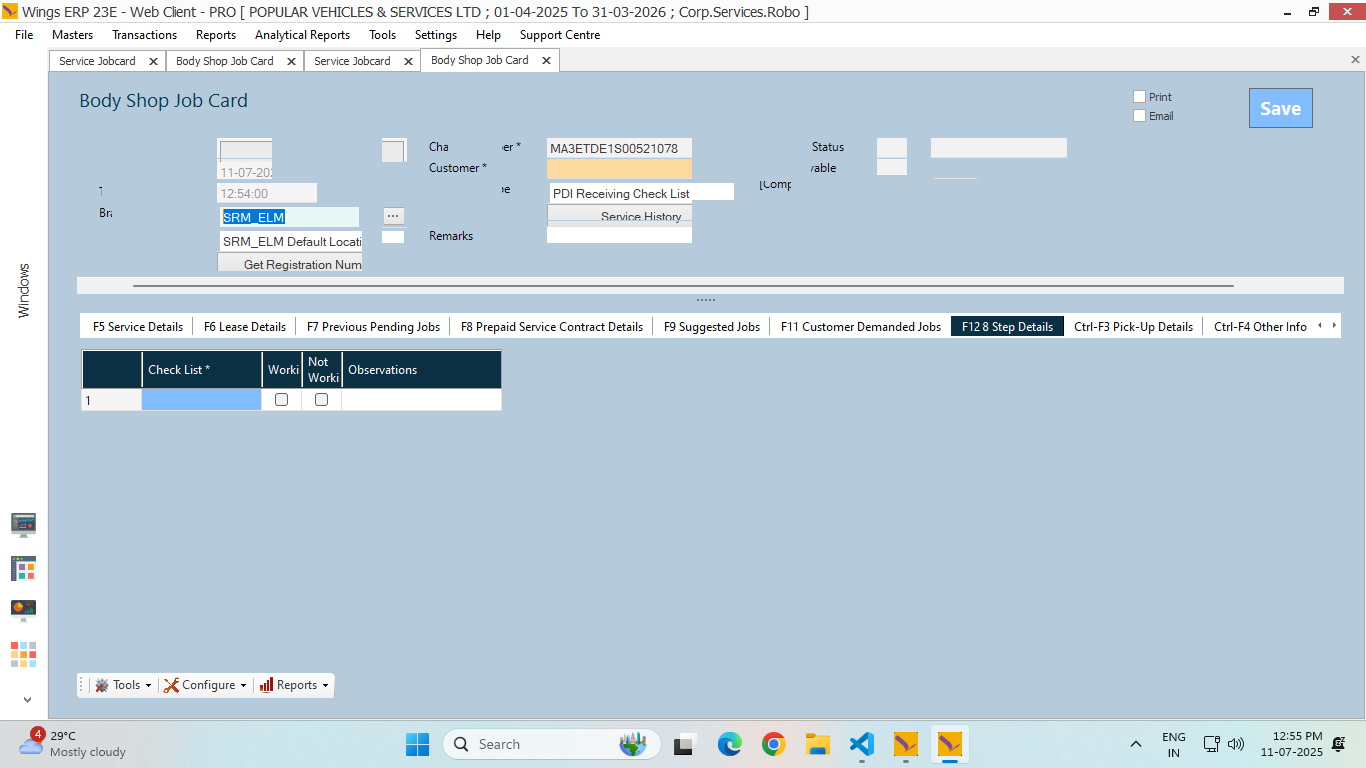 Wings ERP 23E - Web Client - PRO [ POPULAR VEHICLES & SERVICES LTD ; 01-04-2025 To 31-03-2026 ; Corp.Services.Robo ]
File Masters Transactions Reports Analytical Reports Tools Settings Help Support Centre
Service Jobcard Body Shop Job Card Service Jobcard Body Shop Job Card
Body Shop Job Card
Print
Email
Save
Cha er * MA3ETDE1S00521078 Status
11-07-202 Customer * vable
12:54:00 PDI Receiving Check List [Comp
Bra SRM_ELM ... Service History
SRM_ELM Default Locati Remarks
Get Registration Num
Windows
F5 Service Details F6 Lease Details F7 Previous Pending Jobs F8 Prepaid Service Contract Details F9 Suggested Jobs F11 Customer Demanded Jobs F12 8 Step Details Ctrl-F3 Pick-Up Details Ctrl-F4 Other Info
Check List * Worki Not Worki Observations
1
Tools Configure Reports
4 29°C
Mostly cloudy
Search
ENG
IN
12:55 PM
11-07-2025